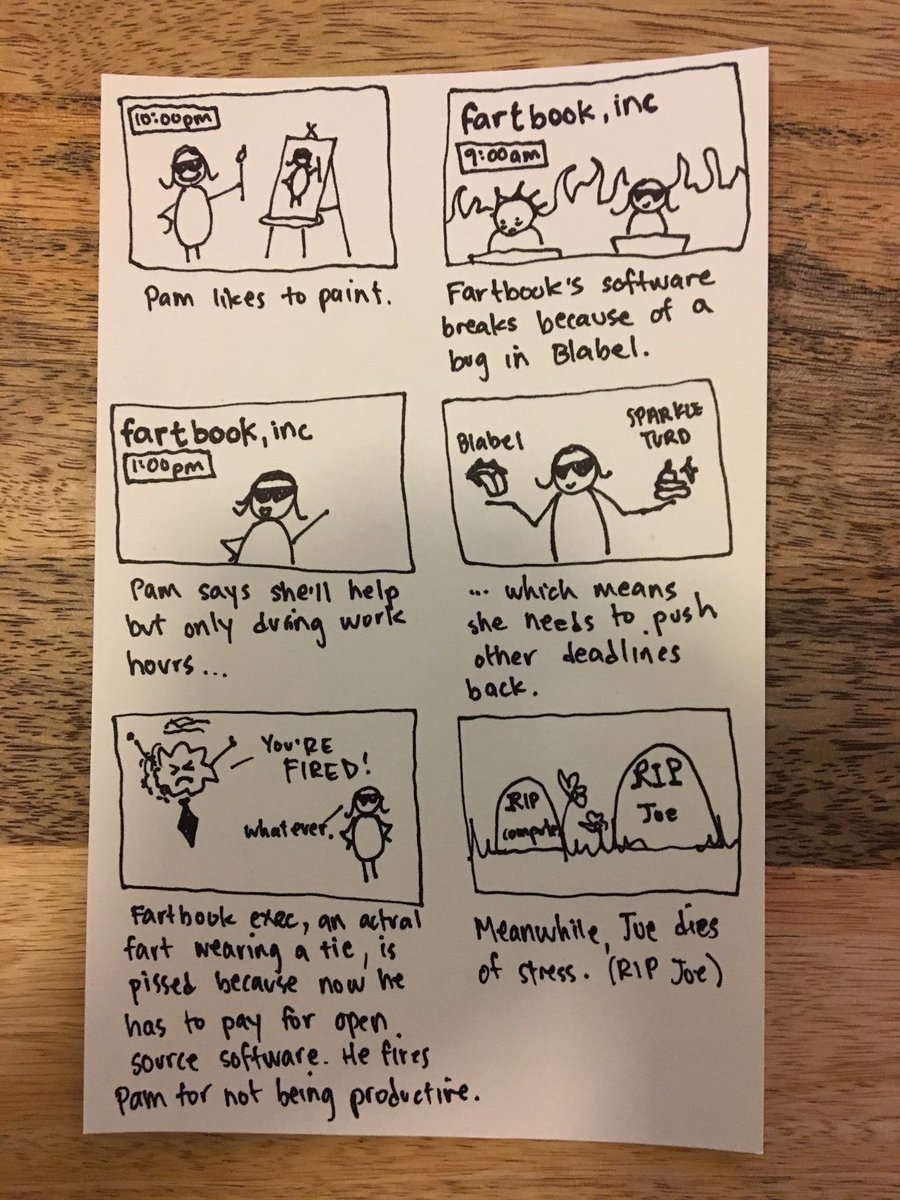 10:00pm
Pam likes to paint.
fartbook, inc
9:00am
Fartbook's software
breaks because of a
bug in Blabel.
fartbook, inc
1:00pm
Pam says she'll help
but only during work
hours...
Blabel
SPARKLE
TURD
... which means
she needs to push
other deadlines
back.
YOU'RE
FIRED!
whatever.
Fartbook exec, an actual
fart wearing a tie, is
pissed because now he
has to pay for open
source software. He fires
Pam for not being productive.
RIP
compute
RIP
Joe
Meanwhile, Joe dies
of stress. (RIP Joe)